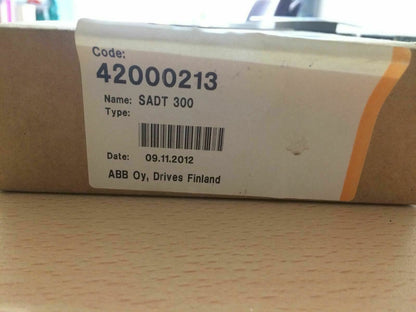 Code:
42000213
Name: SADT 300
Type:
Date: 09.11.2012
ABB Oy, Drives Finland